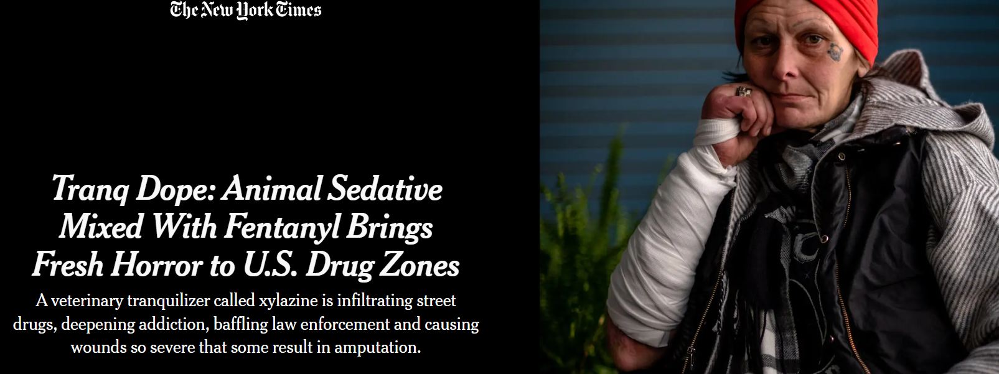 The New York Times
Tranq Dope: Animal Sedative
Mixed With Fentanyl Brings
Fresh Horror to U.S. Drug Zones
A veterinary tranquilizer called xylazine is infiltrating street
drugs, deepening addiction, baffling law enforcement and causing
wounds so severe that some result in amputation.